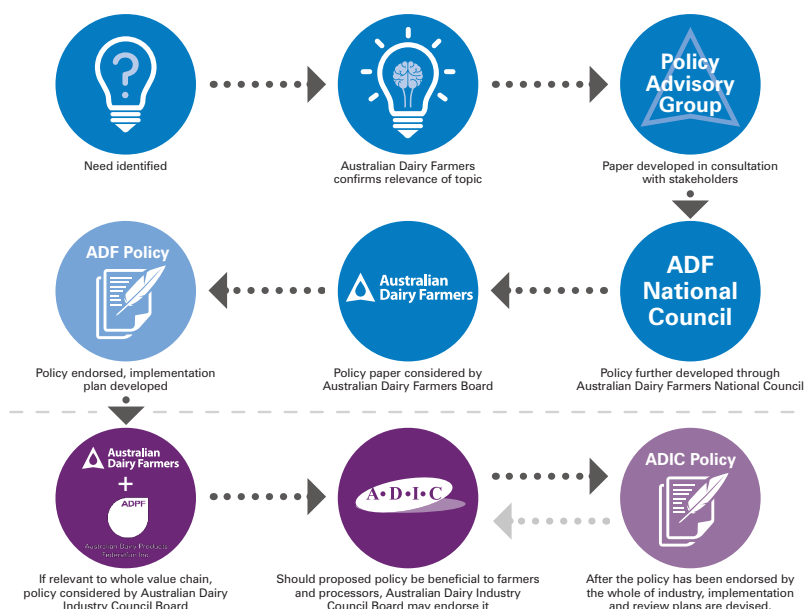 Policy
Advisory
Group
Need identified
Australian Dairy Farmers
confirms relevance of topic
Paper developed in consultation
with stakeholders
ADF Policy
Australian
Dairy Farmers
ADF
National
Council
Policy endorsed, implementation
plan developed
Policy paper considered by
Australian Dairy Farmers Board
Policy further developed through
Australian Dairy Farmers National Council
Australian
Dairy Farmers
+
ADPF
Australian Dairy Products
Federation Inc.
A•D•I•C
ADIC Policy
If relevant to whole value chain,
policy considered by Australian Dairy
Industry Council Board
Should proposed policy be beneficial to farmers
and processors, Australian Dairy Industry
Council Board may endorse it
After the policy has been endorsed by
the whole of industry, implementation
and review plans are devised.